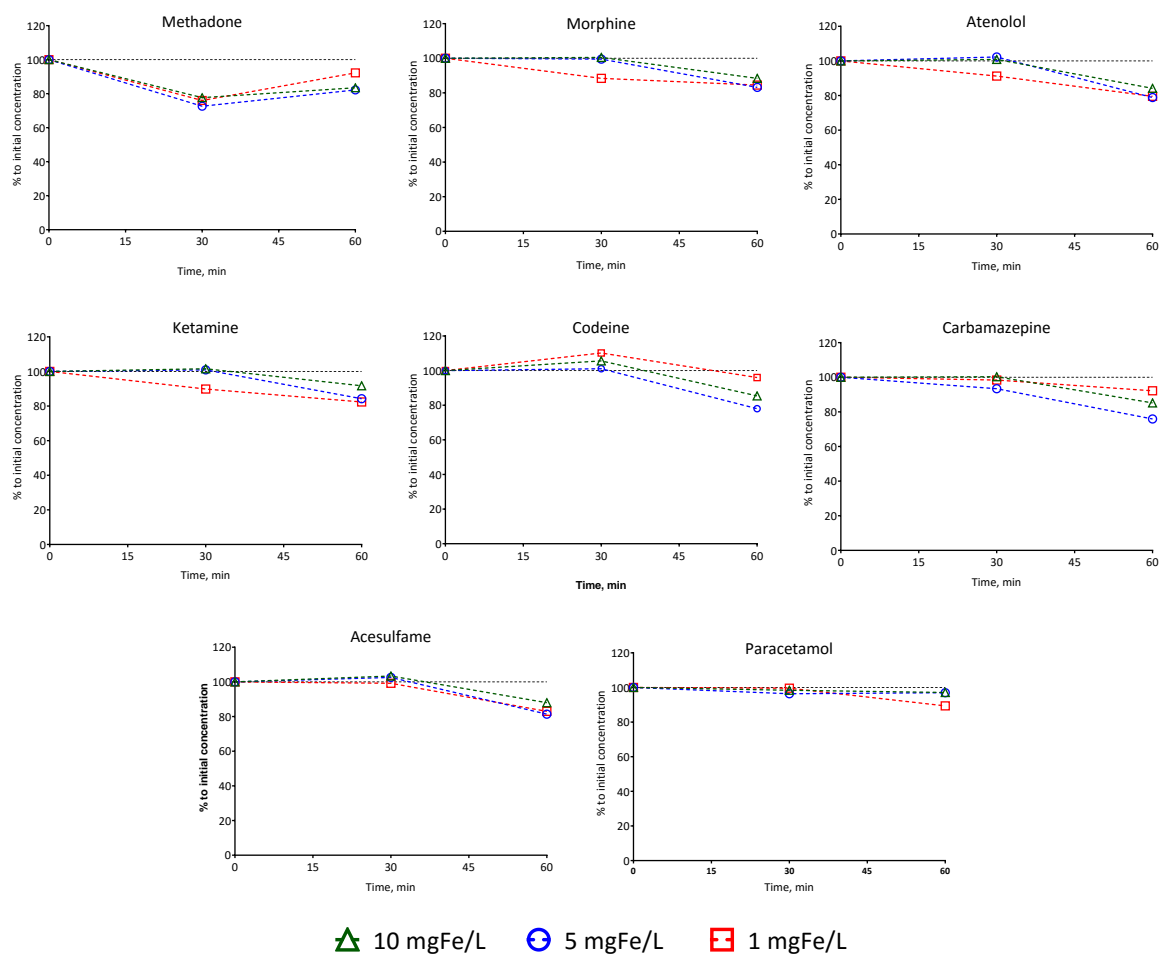 Methadone
% to initial concentration
120
100
80
60
40
20
0
0 15 30 45 60
Time, min
Morphine
% to initial concentration
120
100
80
60
40
20
0
0 15 30 45 60
Time, min
Atenolol
% to initial concentration
120
100
80
60
40
20
0
0 15 30 45 60
Time, min
Ketamine
% to initial concentration
120
100
80
60
40
20
0
0 15 30 45 60
Time, min
Codeine
% to initial concentration
120
100
80
60
40
20
0
0 15 30 45 60
Time, min
Carbamazepine
% to initial concentration
120
100
80
60
40
20
0
0 15 30 45 60
Time, min
Acesulfame
% to initial concentration
120
100
80
60
40
20
0
0 15 30 45 60
Time, min
Paracetamol
% to initial concentration
120
100
80
60
40
20
0
0 15 30 45 60
Time, min
10 mgFe/L 5 mgFe/L 1 mgFe/L